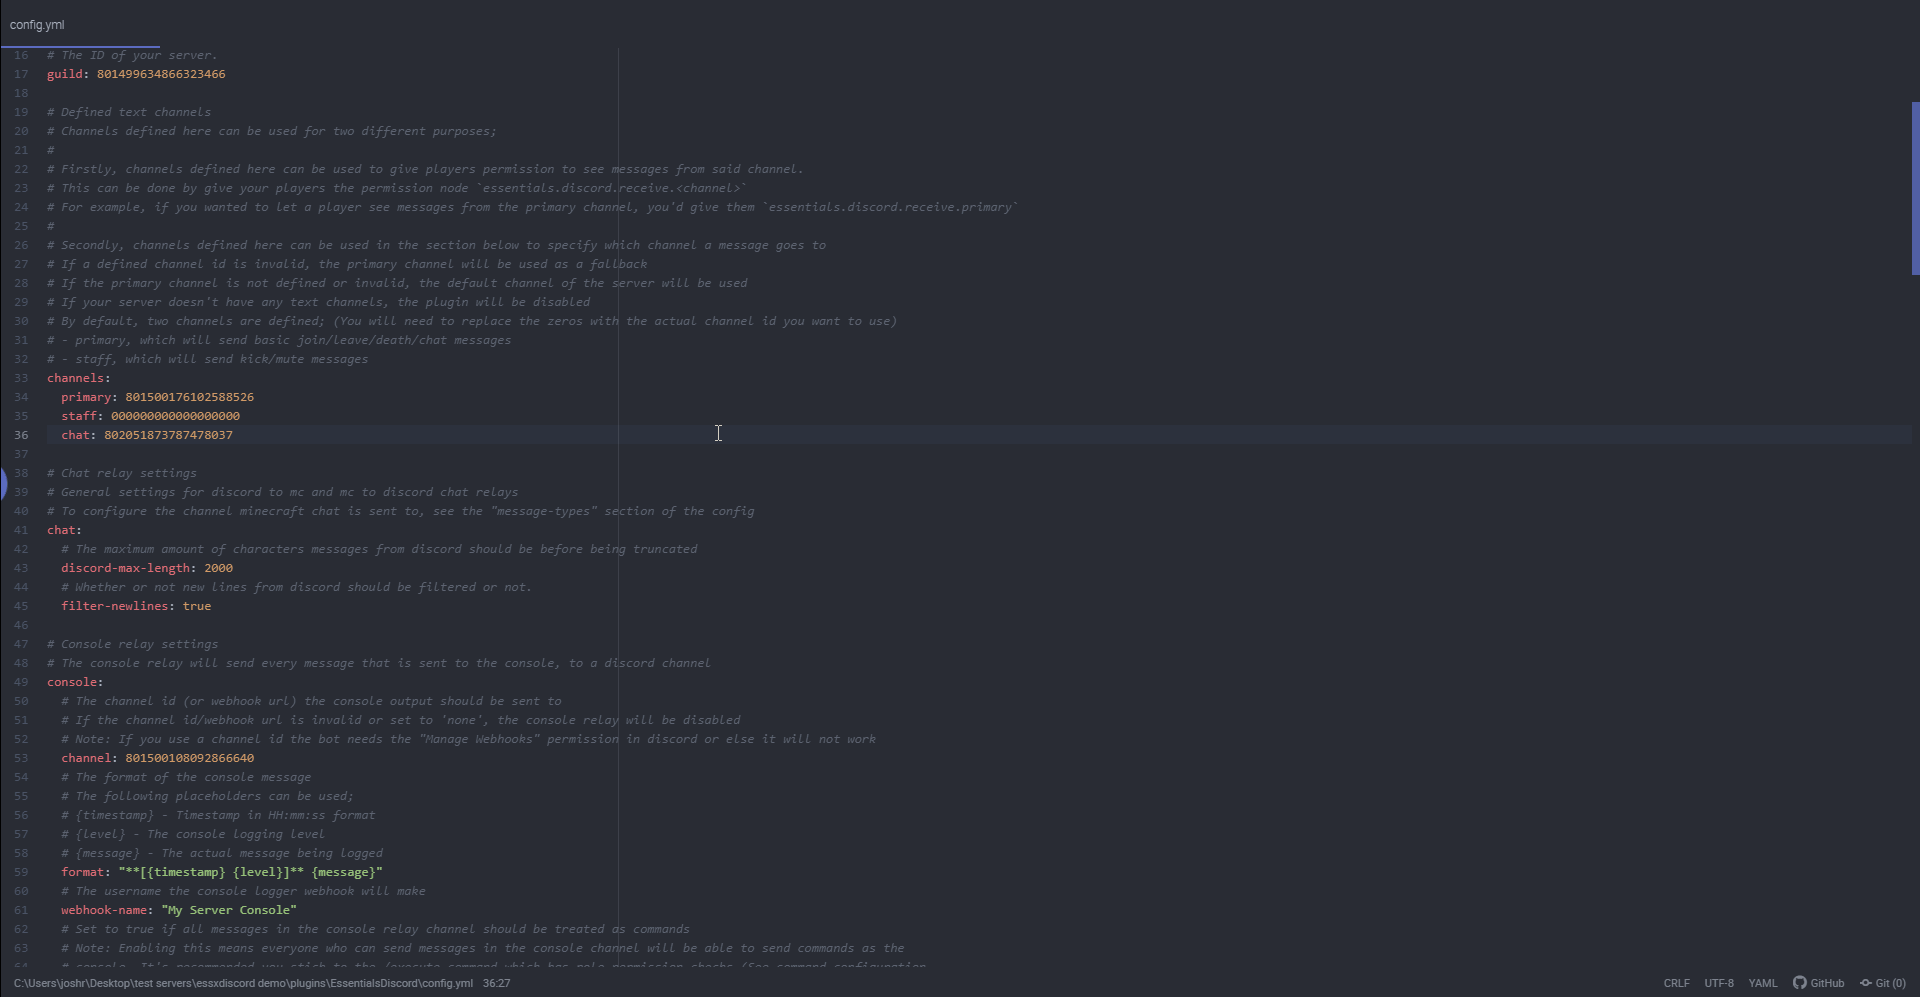 config.yml
16 # The ID of your server.
17 guild: 801499634866323466
18
19 # Defined text channels
20 # Channels defined here can be used for two different purposes;
21 #
22 # Firstly, channels defined here can be used to give players permission to see messages from said channel.
23 # This can be done by give your players the permission node `essentials.discord.receive.<channel>`
24 # For example, if you wanted to let a player see messages from the primary channel, you'd give them `essentials.discord.receive.primary`
25 #
26 # Secondly, channels defined here can be used in the section below to specify which channel a message goes to
27 # If a defined channel id is invalid, the primary channel will be used as a fallback
28 # If the primary channel is not defined or invalid, the default channel of the server will be used
29 # If your server doesn't have any text channels, the plugin will be disabled
30 # By default, two channels are defined; (You will need to replace the zeros with the actual channel id you want to use)
31 # - primary, which will send basic join/leave/death/chat messages
32 # - staff, which will send kick/mute messages
33 channels:
34 primary: 801500176102588526
35 staff: 000000000000000000
36 chat: 802051873787478037
37
38 # Chat relay settings
39 # General settings for discord to mc and mc to discord chat relays
40 # To configure the channel minecraft chat is sent to, see the "message-types" section of the config
41 chat:
42 # The maximum amount of characters messages from discord should be before being truncated
43 discord-max-length: 2000
44 # Whether or not new lines from discord should be filtered or not.
45 filter-newlines: true
46
47 # Console relay settings
48 # The console relay will send every message that is sent to the console, to a discord channel
49 console:
50 # The channel id (or webhook url) the console output should be sent to
51 # If the channel id/webhook url is invalid or set to 'none', the console relay will be disabled
52 # Note: If you use a channel id the bot needs the "Manage Webhooks" permission in discord or else it will not work
53 channel: 801500108092866640
54 # The format of the console message
55 # The following placeholders can be used;
56 # {timestamp} - Timestamp in HH:mm:ss format
57 # {level} - The console logging level
58 # {message} - The actual message being logged
59 format: "**[{timestamp} {level}]** {message}"
60 # The username the console logger webhook will make
61 webhook-name: "My Server Console"
62 # Set to true if all messages in the console relay channel should be treated as commands
63 # Note: Enabling this means everyone who can send messages in the console channel will be able to send commands as the
64 # console. It's recommended you stick to the /execute command which has role permission checks (See command configuration
C:\Users\joshr\Desktop\test servers\essxdiscord demo\plugins\EssentialsDiscord\config.yml 36:27 CRLF UTF-8 YAML GitHub Git (0)